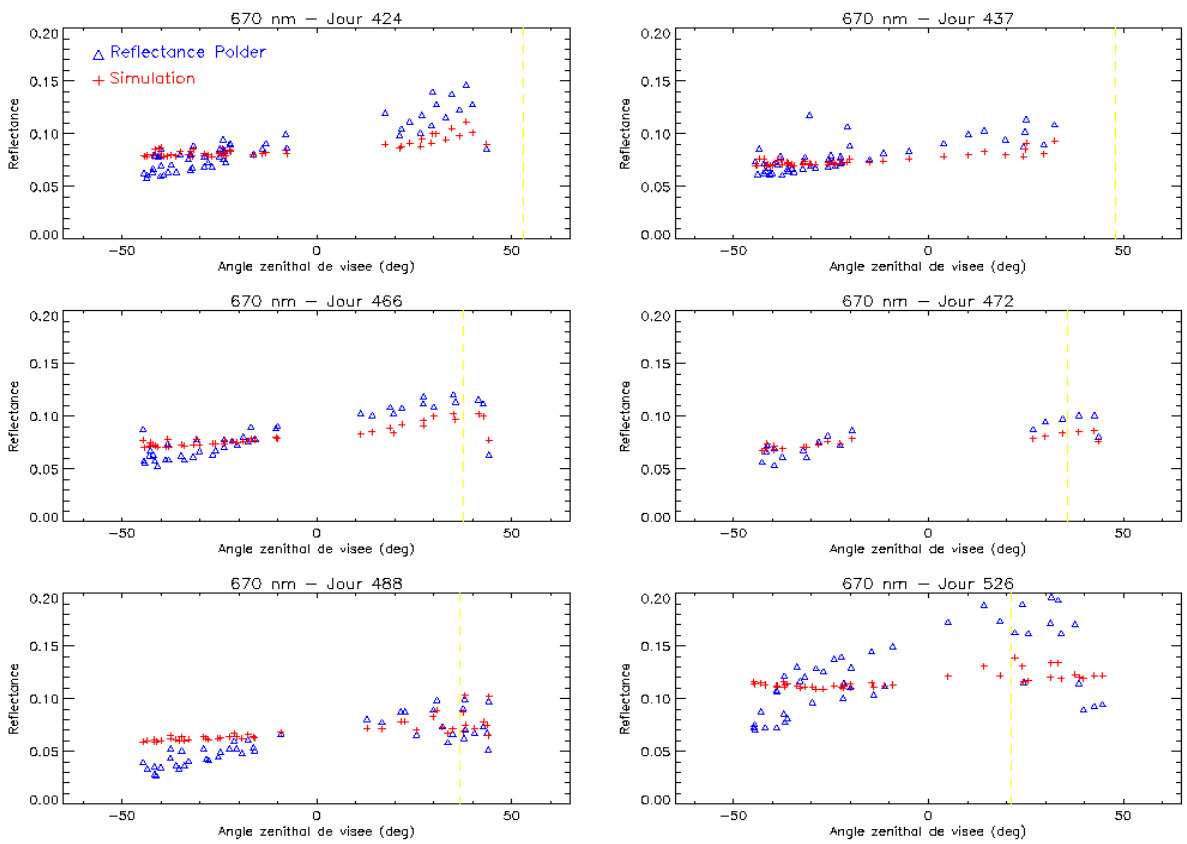 670 nm – Jour 424
0.20
0.15
0.10
0.05
0.00
Reflectance
Reflectance Polder
Simulation
−50
0
50
Angle zenithal de visee (deg)
670 nm – Jour 437
0.20
0.15
0.10
0.05
0.00
Reflectance
−50
0
50
Angle zenithal de visee (deg)
670 nm – Jour 466
0.20
0.15
0.10
0.05
0.00
Reflectance
−50
0
50
Angle zenithal de visee (deg)
670 nm – Jour 472
0.20
0.15
0.10
0.05
0.00
Reflectance
−50
0
50
Angle zenithal de visee (deg)
670 nm – Jour 488
0.20
0.15
0.10
0.05
0.00
Reflectance
−50
0
50
Angle zenithal de visee (deg)
670 nm – Jour 526
0.20
0.15
0.10
0.05
0.00
Reflectance
−50
0
50
Angle zenithal de visee (deg)